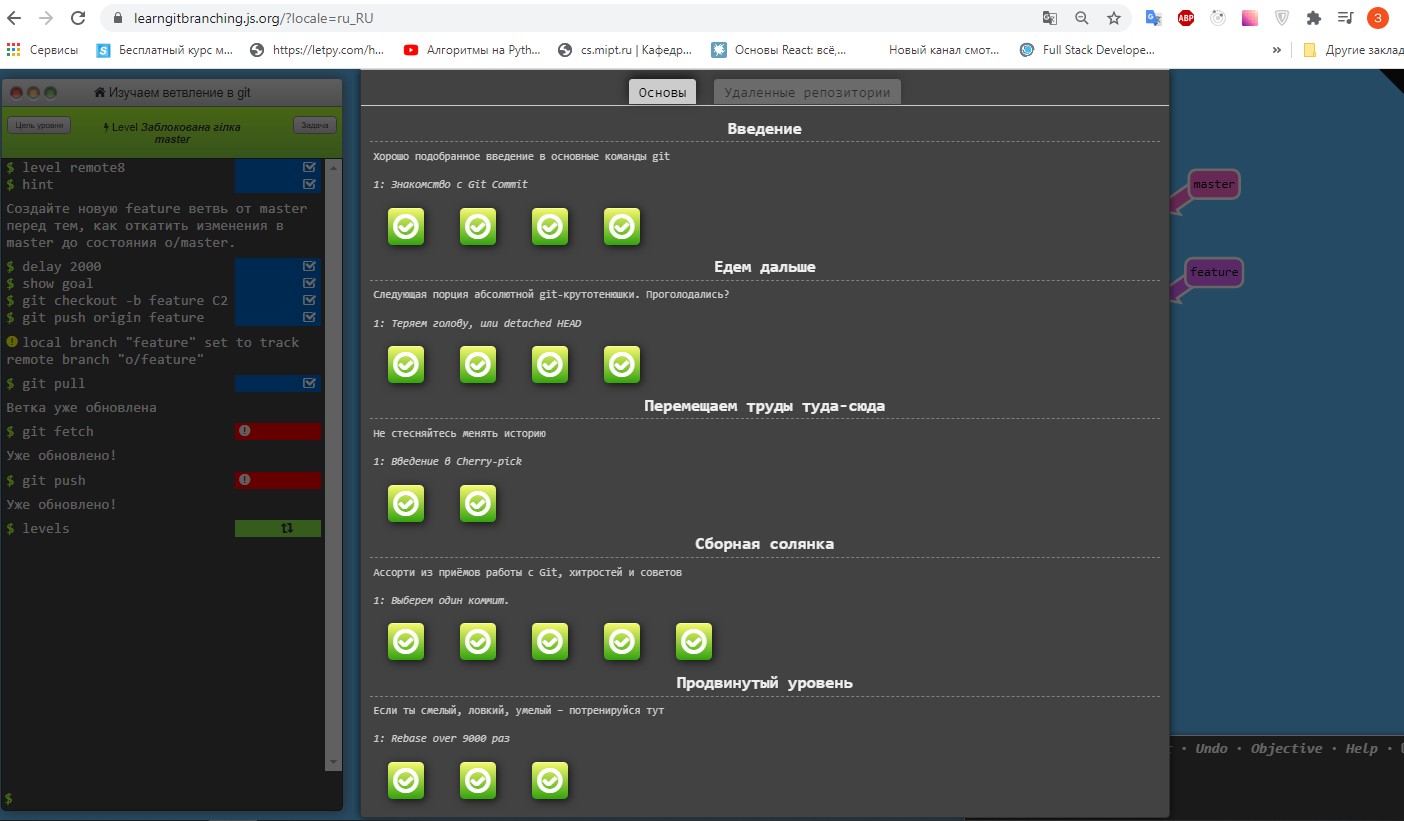 learngitbranching.js.org/?locale=ru_RU
ABP
3
Сервисы
Бесплатный курс м...
https://letpy.com/h...
Алгоритмы на Pyth...
cs.mipt.ru | Кафедр...
Основы React: всё,...
Новый канал смот...
Full Stack Develope...
»
Другие заклад
Изучаем ветвление в git
Цель уровня
Level Заблокована гілка
master
Задача
$ level remote8
$ hint
Создайте новую feature ветвь от master
перед тем, как откатить изменения в
master до состояния o/master.
$ delay 2000
$ show goal
$ git checkout -b feature C2
$ git push origin feature
local branch "feature" set to track
remote branch "o/feature"
$ git pull
Ветка уже обновлена
$ git fetch
Уже обновлено!
$ git push
Уже обновлено!
$ levels
$
Основы
Удаленные репозитории
Введение
Хорошо подобранное введение в основные команды git
1: Знакомство с Git Commit
Едем дальше
Следующая порция абсолютной git-крутотенюшки. Проголодались?
1: Теряем голову, или detached HEAD
Перемещаем труды туда-сюда
Не стесняйтесь менять историю
1: Введение в Cherry-pick
Сборная солянка
Ассорти из приёмов работы с Git, хитростей и советов
1: Выберем один коммит.
Продвинутый уровень
Если ты смелый, ловкий, умелый – потренируйся тут
1: Rebase over 9000 раз
master
feature
• Undo • Objective • Help •